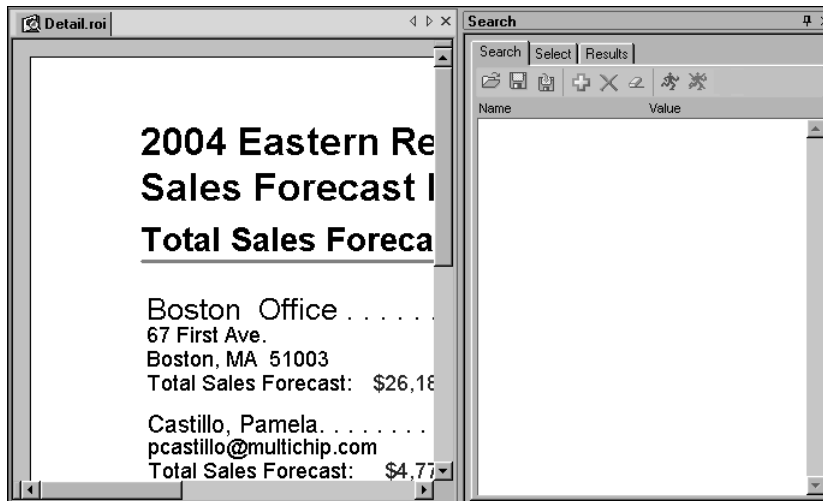 Detail.roi
2004 Eastern Re
Sales Forecast
Total Sales Foreca
Boston Office . . . . . .
67 First Ave.
Boston, MA 51003
Total Sales Forecast: $26,18
Castillo, Pamela. . . . . . . .
pcastillo@multichip.com
Total Sales Forecast: $4,77
Search
Search Select Results
Name Value